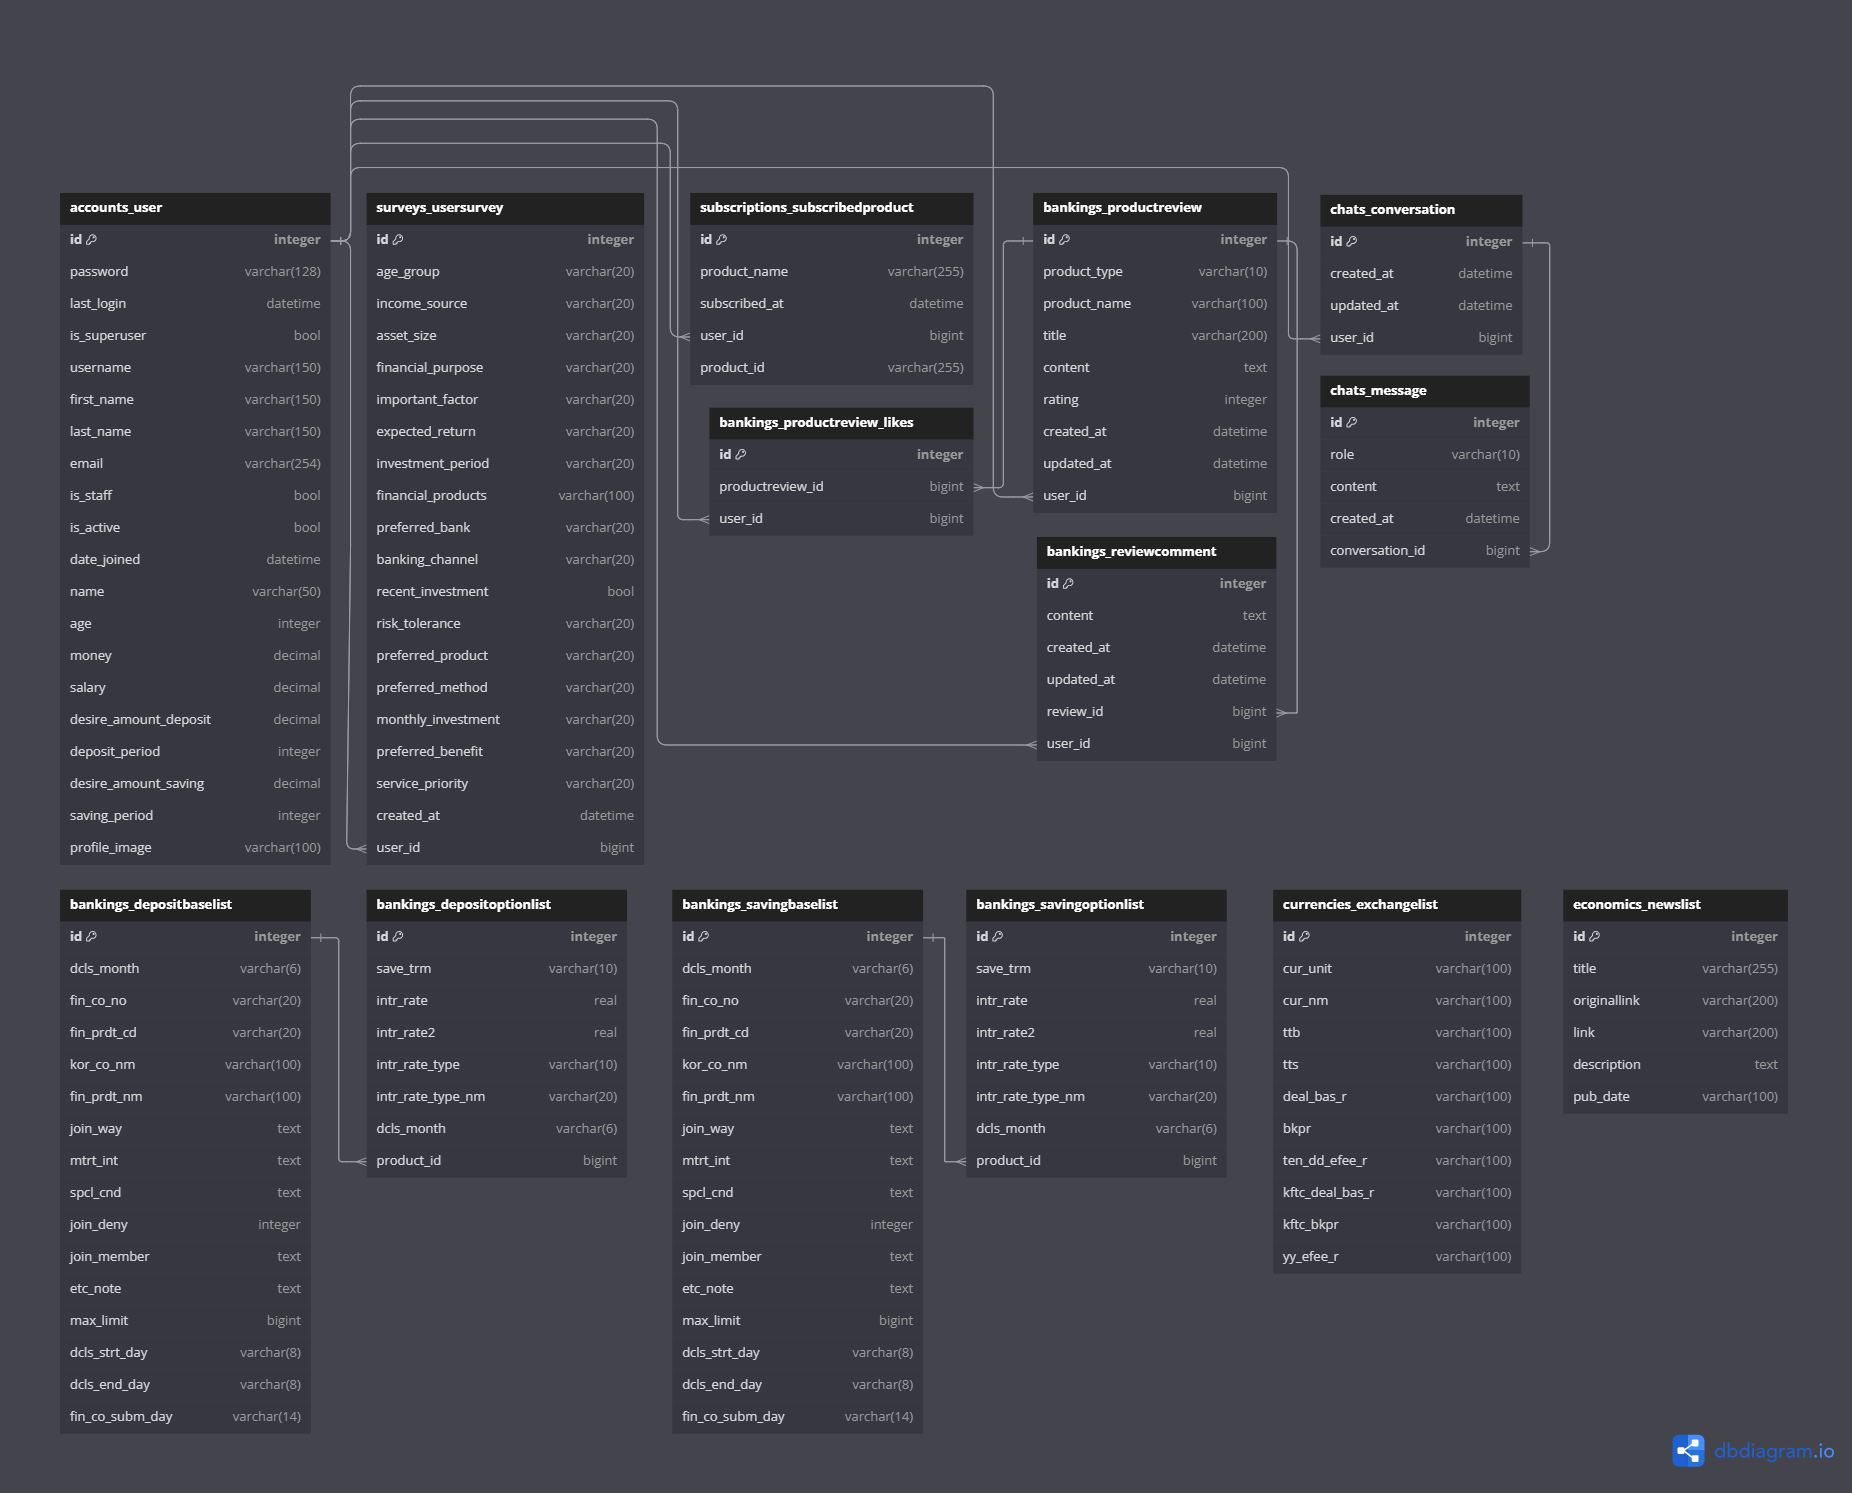 accounts_user
id integer
password varchar(128)
last_login datetime
is_superuser bool
username varchar(150)
first_name varchar(150)
last_name varchar(150)
email varchar(254)
is_staff bool
is_active bool
date_joined datetime
name varchar(50)
age integer
money decimal
salary decimal
desire_amount_deposit decimal
deposit_period integer
desire_amount_saving decimal
saving_period integer
profile_image varchar(100)
surveys_usersurvey
id integer
age_group varchar(20)
income_source varchar(20)
asset_size varchar(20)
financial_purpose varchar(20)
important_factor varchar(20)
expected_return varchar(20)
investment_period varchar(20)
financial_products varchar(100)
preferred_bank varchar(20)
banking_channel varchar(20)
recent_investment bool
risk_tolerance varchar(20)
preferred_product varchar(20)
preferred_method varchar(20)
monthly_investment varchar(20)
preferred_benefit varchar(20)
service_priority varchar(20)
created_at datetime
user_id bigint
subscriptions_subscribedproduct
id integer
product_name varchar(255)
subscribed_at datetime
user_id bigint
product_id varchar(255)
bankings_productreview_likes
id integer
productreview_id bigint
user_id bigint
bankings_productreview
id integer
product_type varchar(10)
product_name varchar(100)
title varchar(200)
content text
rating integer
created_at datetime
updated_at datetime
user_id bigint
bankings_reviewcomment
id integer
content text
created_at datetime
updated_at datetime
review_id bigint
user_id bigint
chats_conversation
id integer
created_at datetime
updated_at datetime
user_id bigint
chats_message
id integer
role varchar(10)
content text
created_at datetime
conversation_id bigint
bankings_depositbaselist
id integer
dcls_month varchar(6)
fin_co_no varchar(20)
fin_prdt_cd varchar(20)
kor_co_nm varchar(100)
fin_prdt_nm varchar(100)
join_way text
mtrt_int text
spcl_cnd text
join_deny integer
join_member text
etc_note text
max_limit bigint
dcls_strt_day varchar(8)
dcls_end_day varchar(8)
fin_co_subm_day varchar(14)
bankings_depositoptionlist
id integer
save_trm varchar(10)
intr_rate real
intr_rate2 real
intr_rate_type varchar(10)
intr_rate_type_nm varchar(20)
dcls_month varchar(6)
product_id bigint
bankings_savingbaselist
id integer
dcls_month varchar(6)
fin_co_no varchar(20)
fin_prdt_cd varchar(20)
kor_co_nm varchar(100)
fin_prdt_nm varchar(100)
join_way text
mtrt_int text
spcl_cnd text
join_deny integer
join_member text
etc_note text
max_limit bigint
dcls_strt_day varchar(8)
dcls_end_day varchar(8)
fin_co_subm_day varchar(14)
bankings_savingoptionlist
id integer
save_trm varchar(10)
intr_rate real
intr_rate2 real
intr_rate_type varchar(10)
intr_rate_type_nm varchar(20)
dcls_month varchar(6)
product_id bigint
currencies_exchangelist
id integer
cur_unit varchar(100)
cur_nm varchar(100)
ttb varchar(100)
tts varchar(100)
deal_bas_r varchar(100)
bkpr varchar(100)
ten_dd_efee_r varchar(100)
kftc_deal_bas_r varchar(100)
kftc_bkpr varchar(100)
yy_efee_r varchar(100)
economics_newslist
id integer
title varchar(255)
originallink varchar(200)
link varchar(200)
description text
pub_date varchar(100)
dbdiagram.io